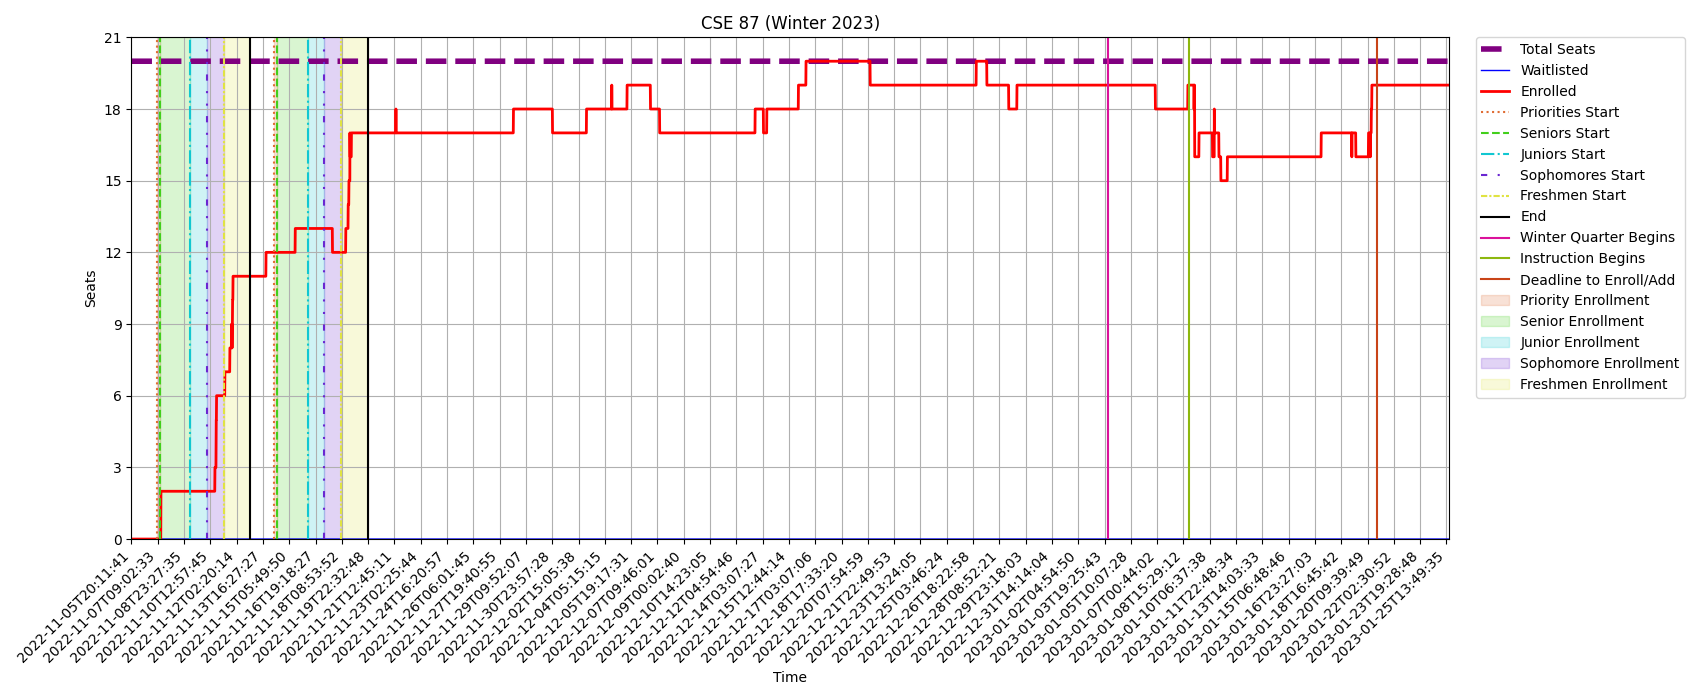 CSE 87 (Winter 2023)
21
18
15
12
9
6
3
0
Seats
2022-11-05T20:11:41
2022-11-07T09:02:33
2022-11-08T23:27:35
2022-11-10T12:57:45
2022-11-12T02:20:14
2022-11-13T16:27:27
2022-11-15T05:49:50
2022-11-16T19:18:27
2022-11-18T08:53:52
2022-11-19T22:32:48
2022-11-21T12:45:11
2022-11-23T02:25:44
2022-11-24T16:20:57
2022-11-26T06:01:45
2022-11-27T19:40:55
2022-11-29T09:52:07
2022-11-30T23:57:28
2022-12-02T15:05:38
2022-12-04T05:15:15
2022-12-05T19:17:31
2022-12-07T09:46:01
2022-12-09T00:02:40
2022-12-10T14:23:05
2022-12-12T04:54:46
2022-12-14T03:07:27
2022-12-15T12:44:14
2022-12-17T03:07:06
2022-12-18T17:33:20
2022-12-20T07:54:59
2022-12-21T22:49:53
2022-12-23T13:24:05
2022-12-25T03:46:24
2022-12-26T18:22:58
2022-12-28T08:52:21
2022-12-29T23:18:03
2022-12-31T14:14:04
2023-01-02T04:54:50
2023-01-03T19:25:43
2023-01-05T10:07:28
2023-01-07T00:44:02
2023-01-08T15:29:12
2023-01-10T06:37:38
2023-01-11T22:48:34
2023-01-13T14:03:33
2023-01-15T06:48:46
2023-01-16T23:27:03
2023-01-18T16:45:42
2023-01-20T09:39:49
2023-01-22T02:30:52
2023-01-23T19:28:48
2023-01-25T13:49:35
Time
Total Seats
Waitlisted
Enrolled
Priorities Start
Seniors Start
Juniors Start
Sophomores Start
Freshmen Start
End
Winter Quarter Begins
Instruction Begins
Deadline to Enroll/Add
Priority Enrollment
Senior Enrollment
Junior Enrollment
Sophomore Enrollment
Freshmen Enrollment